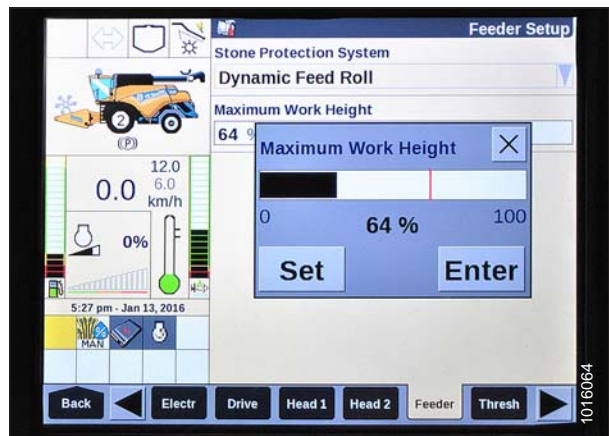 Feeder Setup
Stone Protection System
Dynamic Feed Roll
Maximum Work Height
64 %
Maximum Work Height
0
64 %
100
Set
Enter
2
(P)
12.0
0.0
6.0
km/h
0%
5:27 pm - Jan 13, 2016
MAN
Back
Electr
Drive
Head 1
Head 2
Feeder
Thresh
1016064